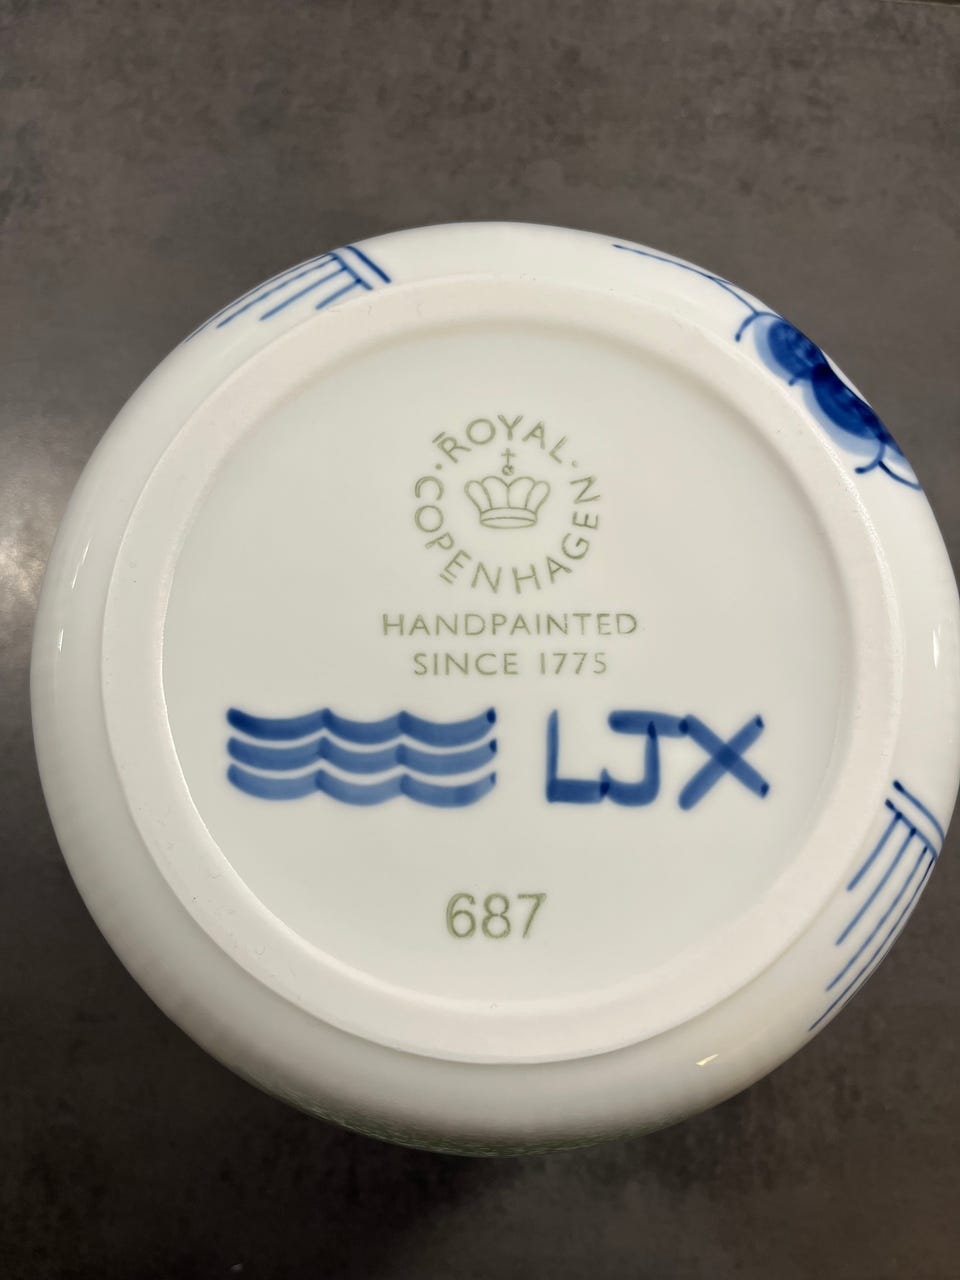 ROYAL · COPENHAGEN ·
HANDPAINTED
SINCE 1775
LJX
687